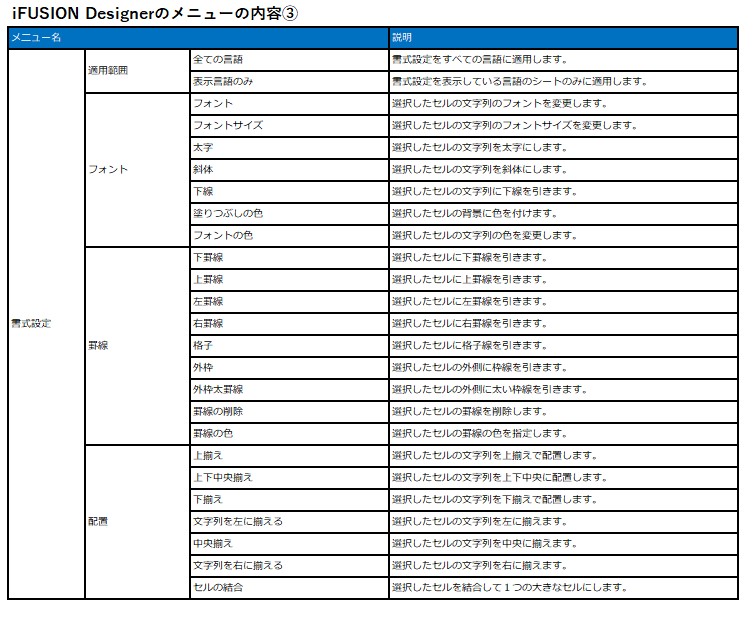 iFUSION Designerのメニューの内容③
メニュー名 説明
書式設定 適用範囲 全ての言語 書式設定をすべての言語に適用します。
表示言語のみ 書式設定を表示している言語のシートのみに適用します。
フォント フォント 選択したセルの文字列のフォントを変更します。
フォントサイズ 選択したセルの文字列のフォントサイズを変更します。
太字 選択したセルの文字列を太字にします。
斜体 選択したセルの文字列を斜体にします。
下線 選択したセルの文字列に下線を引きます。
塗りつぶしの色 選択したセルの背景に色を付けます。
フォントの色 選択したセルの文字列の色を変更します。
罫線 下罫線 選択したセルに下罫線を引きます。
上罫線 選択したセルに上罫線を引きます。
左罫線 選択したセルに左罫線を引きます。
右罫線 選択したセルに右罫線を引きます。
格子 選択したセルに格子線を引きます。
外枠 選択したセルの外側に枠線を引きます。
外枠太罫線 選択したセルの外側に太い枠線を引きます。
罫線の削除 選択したセルの罫線を削除します。
罫線の色 選択したセルの罫線の色を指定します。
配置 上揃え 選択したセルの文字列を上揃えで配置します。
上下中央揃え 選択したセルの文字列を上下中央に配置します。
下揃え 選択したセルの文字列を下揃えで配置します。
文字列を左に揃える 選択したセルの文字列を左に揃えます。
中央揃え 選択したセルの文字列を中央に揃えます。
文字列を右に揃える 選択したセルの文字列を右に揃えます。
セルの結合 選択したセルを結合して１つの大きなセルにします。